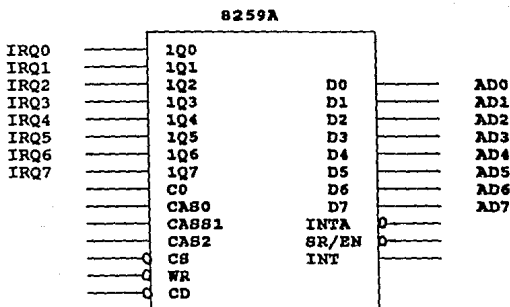 8259A
IRQ0 1Q0
IRQ1 1Q1
IRQ2 1Q2 D0 AD0
IRQ3 1Q3 D1 AD1
IRQ4 1Q4 D2 AD2
IRQ5 1Q5 D3 AD3
IRQ6 1Q6 D4 AD4
IRQ7 1Q7 D5 AD5
C0 D6 AD6
CAS0 D7 AD7
CASS1 INTA
CAS2 SR/EN
CS INT
WR
CD